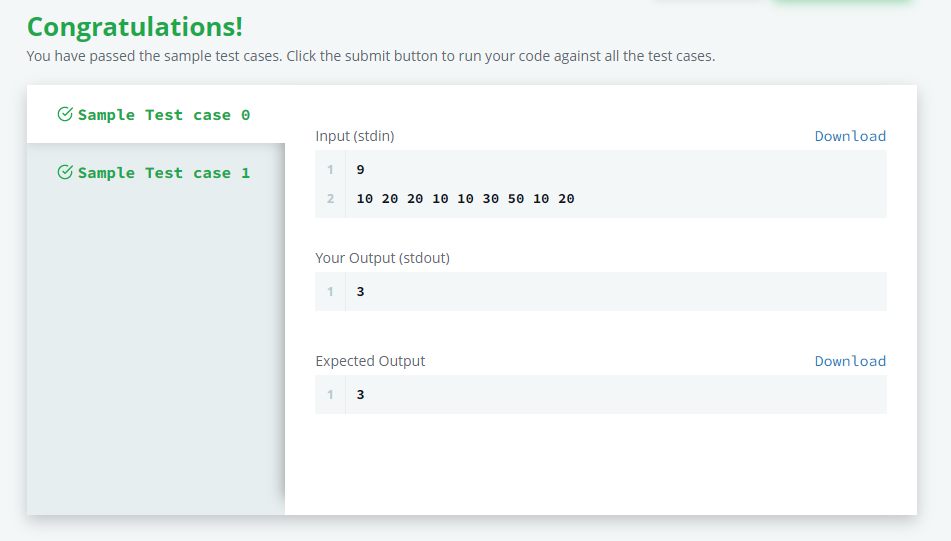 Congratulations!
You have passed the sample test cases. Click the submit button to run your code against all the test cases.
Sample Test case 0
Sample Test case 1
Input (stdin)
Download
1 9
2 10 20 20 10 10 30 50 10 20
Your Output (stdout)
1 3
Expected Output
Download
1 3